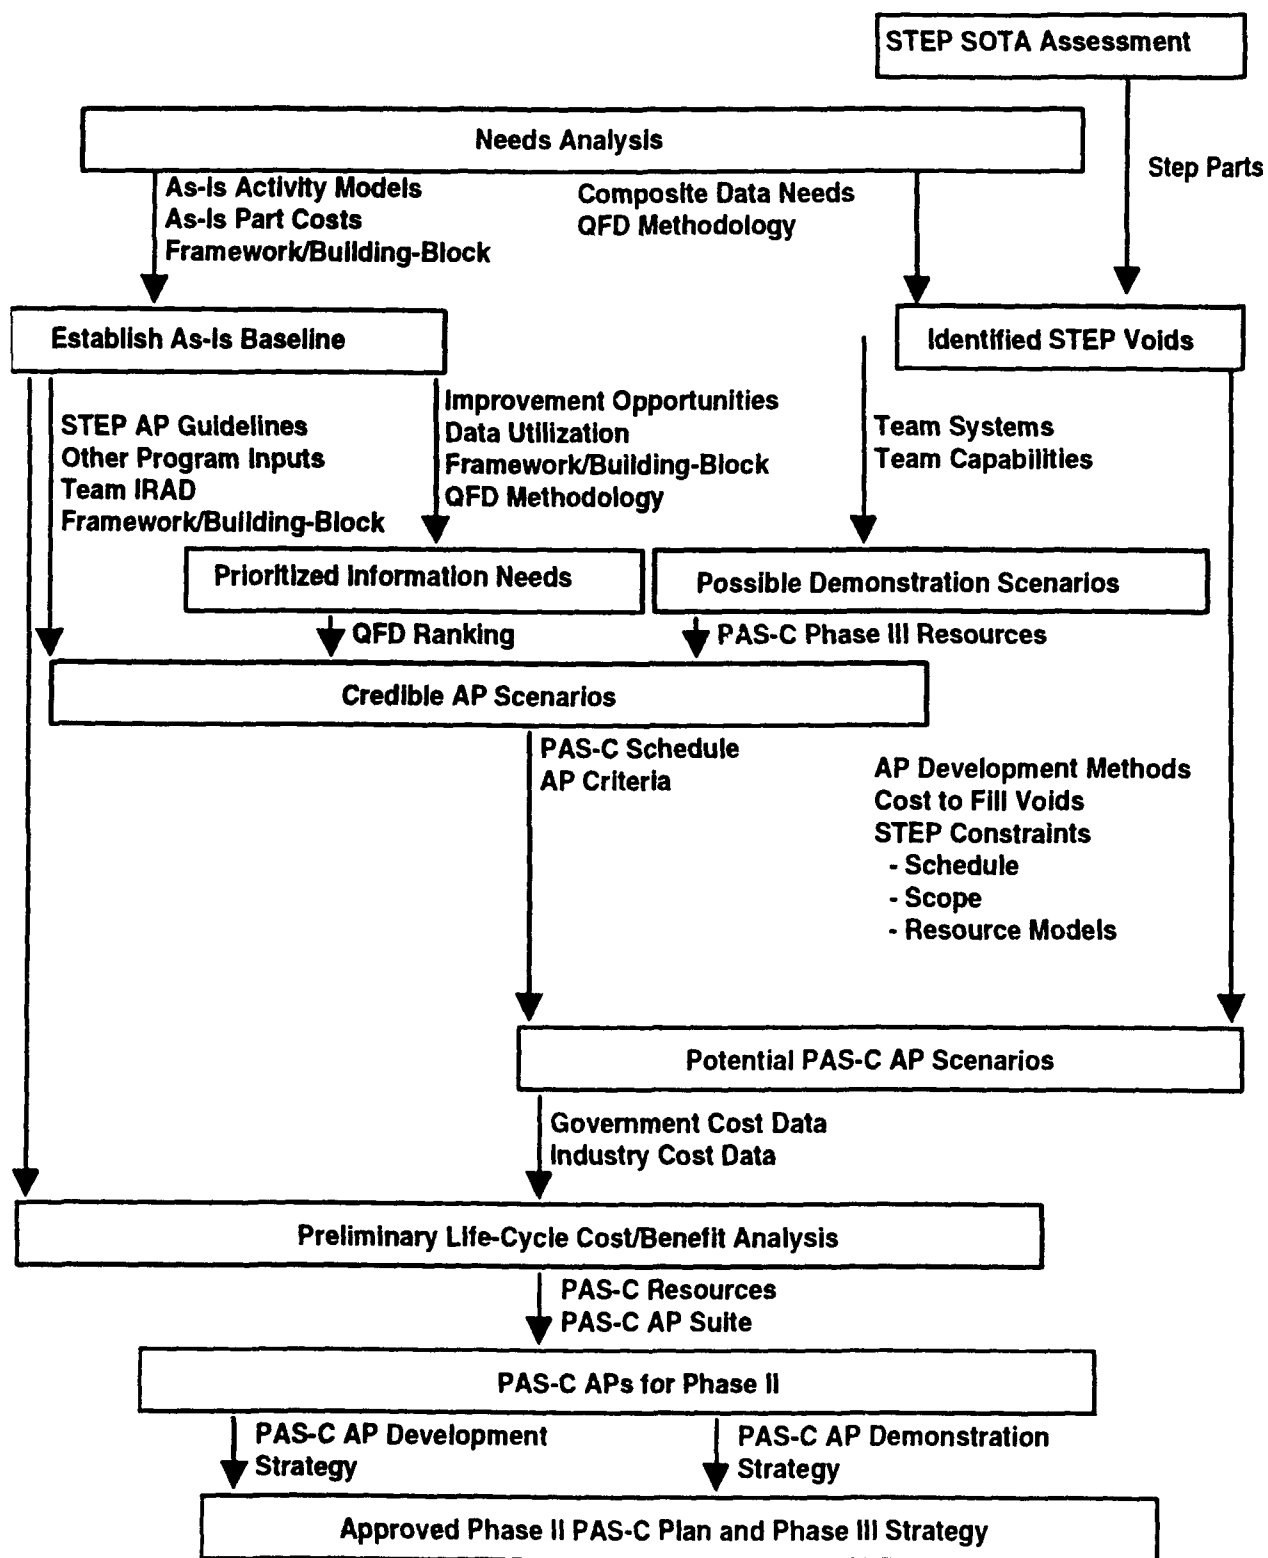 STEP SOTA Assessment
Needs Analysis
Step Parts
As-Is Activity Models
As-Is Part Costs
Framework/Building-Block
Composite Data Needs
QFD Methodology
Establish As-Is Baseline
Identified STEP Voids
STEP AP Guidelines
Other Program Inputs
Team IRAD
Framework/Building-Block
Improvement Opportunities
Data Utilization
Framework/Building-Block
QFD Methodology
Team Systems
Team Capabilities
Prioritized Information Needs
Possible Demonstration Scenarios
QFD Ranking
PAS-C Phase III Resources
Credible AP Scenarios
PAS-C Schedule
AP Criteria
AP Development Methods
Cost to Fill Voids
STEP Constraints
- Schedule
- Scope
- Resource Models
Potential PAS-C AP Scenarios
Government Cost Data
Industry Cost Data
Preliminary Life-Cycle Cost/Benefit Analysis
PAS-C Resources
PAS-C AP Suite
PAS-C APs for Phase II
PAS-C AP Development
Strategy
PAS-C AP Demonstration
Strategy
Approved Phase II PAS-C Plan and Phase III Strategy